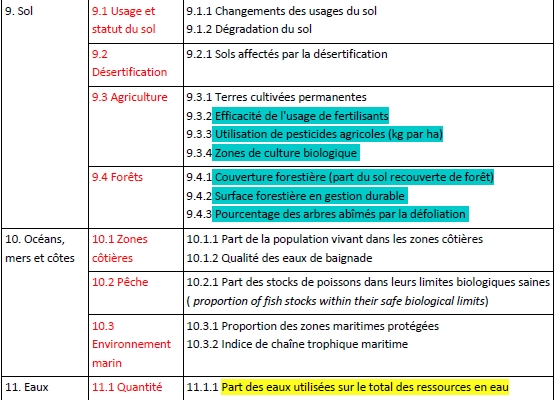 9. Sol
9.1 Usage et
statut du sol
9.1.1 Changements des usages du sol
9.1.2 Dégradation du sol
9.2
Désertification
9.2.1 Sols affectés par la désertification
9.3 Agriculture
9.3.1 Terres cultivées permanentes
9.3.2 Efficacité de l'usage de fertilisants
9.3.3 Utilisation de pesticides agricoles (kg par ha)
9.3.4 Zones de culture biologique
9.4 Forêts
9.4.1 Couverture forestière (part du sol recouverte de forêt)
9.4.2 Surface forestière en gestion durable
9.4.3 Pourcentage des arbres abîmés par la défoliation
10. Océans,
mers et côtes
10.1 Zones
côtières
10.1.1 Part de la population vivant dans les zones côtières
10.1.2 Qualité des eaux de baignade
10.2 Pêche
10.2.1 Part des stocks de poissons dans leurs limites biologiques saines
( proportion of fish stocks within their safe biological limits)
10.3
Environnement
marin
10.3.1 Proportion des zones maritimes protégées
10.3.2 Indice de chaîne trophique maritime
11. Eaux
11.1 Quantité
11.1.1 Part des eaux utilisées sur le total des ressources en eau